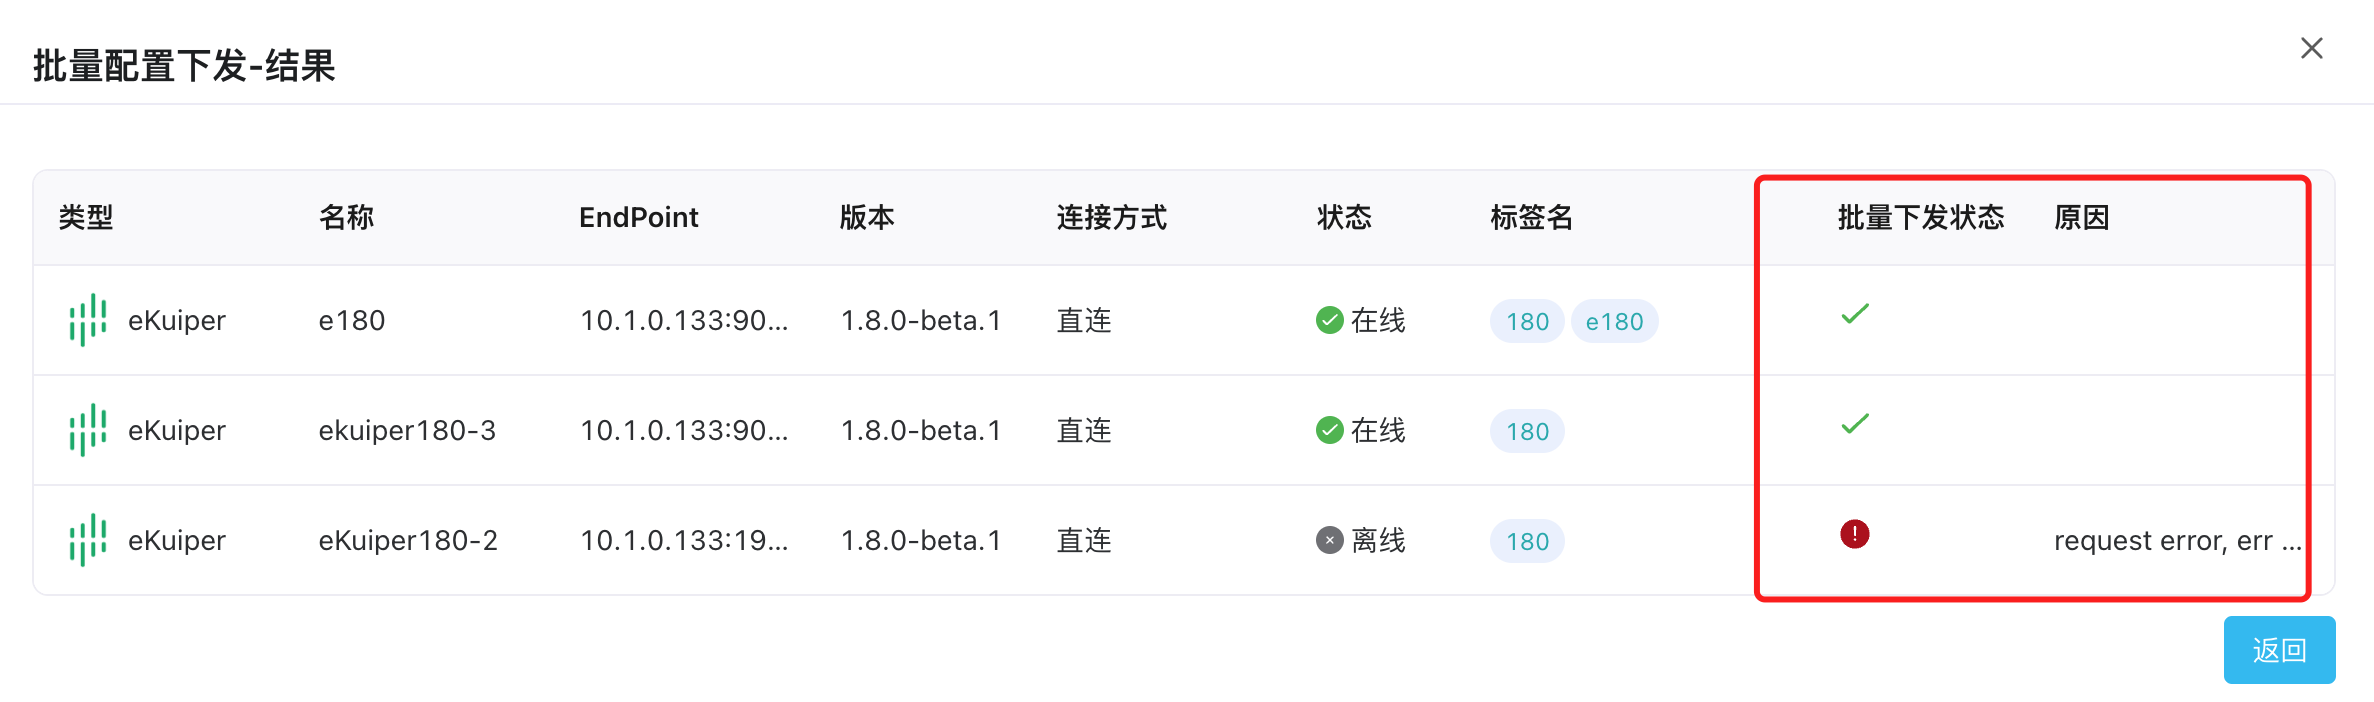 批量配置下发-结果
类型 名称 EndPoint 版本 连接方式 状态 标签名 批量下发状态 原因
eKuiper e180 10.1.0.133:90... 1.8.0-beta.1 直连 在线 180 e180
eKuiper ekuiper180-3 10.1.0.133:90... 1.8.0-beta.1 直连 在线 180
eKuiper eKuiper180-2 10.1.0.133:19... 1.8.0-beta.1 直连 离线 180 request error, err ...
返回